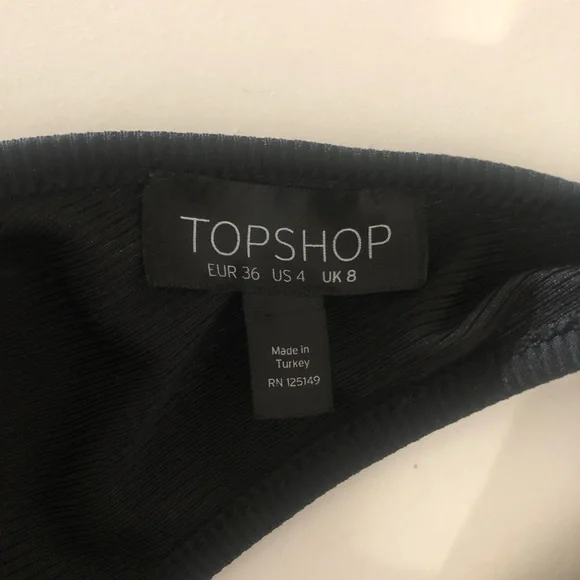 TOPSHOP
EUR 36 US 4 UK 8
Made in
Turkey
RN 125149